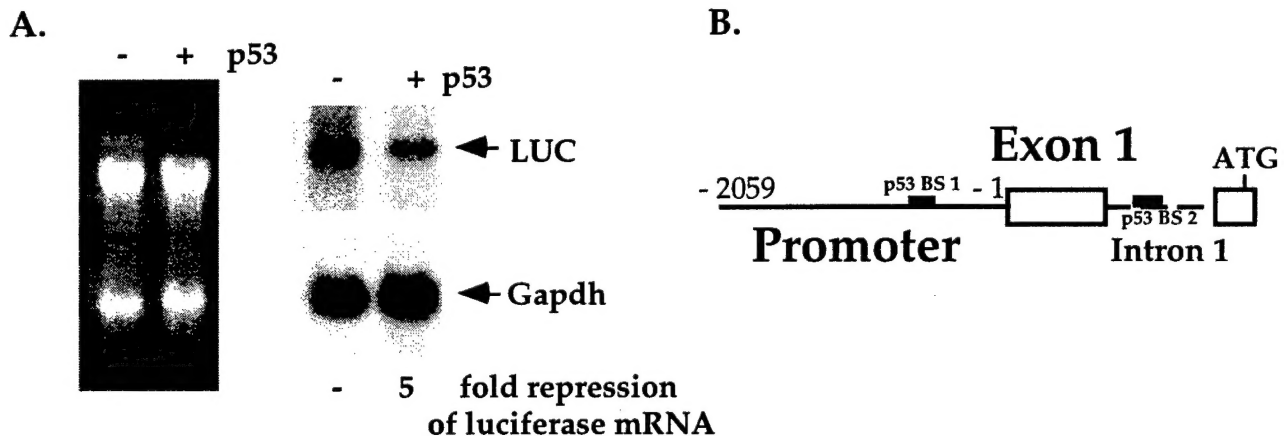 A.
- + p53
- + p53
LUC
Gapdh
- 5 fold repression
of luciferase mRNA
B.
Exon 1
ATG
- 2059
p53 BS 1
- 1
p53 BS 2
Promoter
Intron 1